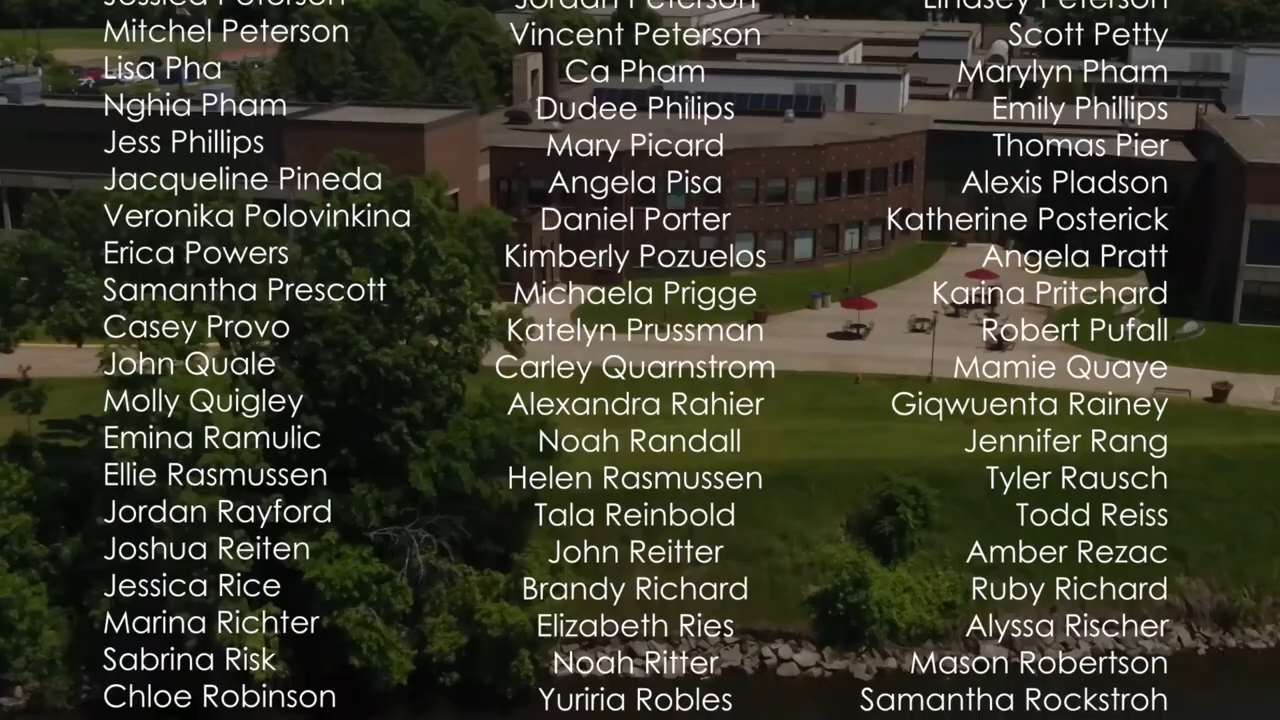 Jessica Peterson Jordan Peterson Lindsey Peterson
Mitchel Peterson Vincent Peterson Scott Petty
Lisa Pha Ca Pham Marylyn Pham
Nghia Pham Dudee Philips Emily Phillips
Jess Phillips Mary Picard Thomas Pier
Jacqueline Pineda Angela Pisa Alexis Pladson
Veronika Polovinkina Daniel Porter Katherine Posterick
Erica Powers Kimberly Pozuelos Angela Pratt
Samantha Prescott Michaela Prigge Karina Pritchard
Casey Provo Katelyn Prussman Robert Pufall
John Quale Carley Quarnstrom Mamie Quaye
Molly Quigley Alexandra Rahier Giqwuenta Rainey
Emina Ramulic Noah Randall Jennifer Rang
Ellie Rasmussen Helen Rasmussen Tyler Rausch
Jordan Rayford Tala Reinbold Todd Reiss
Joshua Reiten John Reitter Amber Rezac
Jessica Rice Brandy Richard Ruby Richard
Marina Richter Elizabeth Ries Alyssa Rischer
Sabrina Risk Noah Ritter Mason Robertson
Chloe Robinson Yuriria Robles Samantha Rockstroh